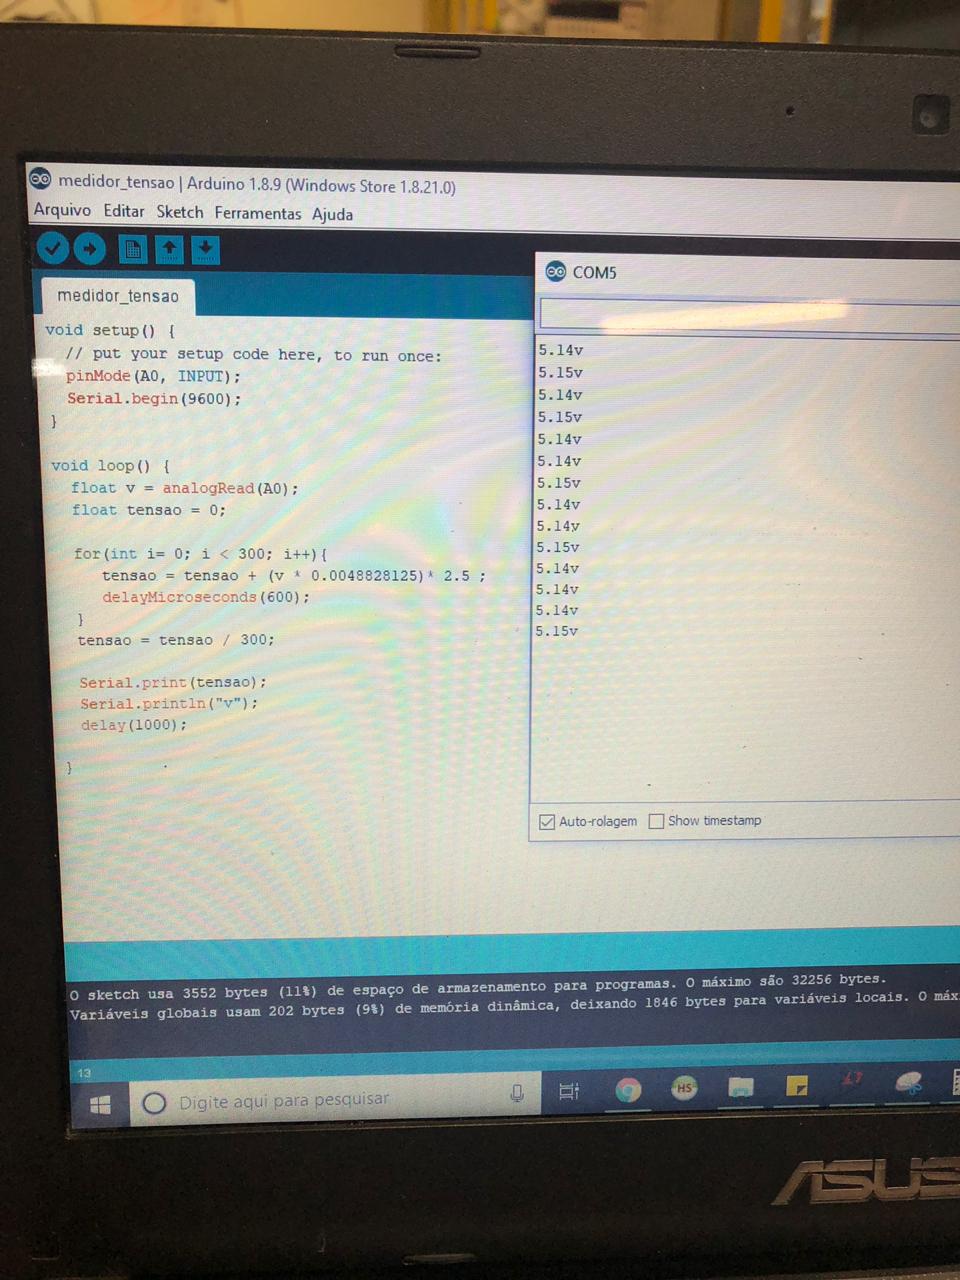 medidor_tensao | Arduino 1.8.9 (Windows Store 1.8.21.0)
Arquivo Editar Sketch Ferramentas Ajuda
medidor_tensao
void setup() {
// put your setup code here, to run once:
pinMode(A0, INPUT);
Serial.begin(9600);
}
void loop() {
float v = analogRead(A0);
float tensao = 0;
for(int i= 0; i < 300; i++){
tensao = tensao + (v * 0.0048828125)* 2.5 ;
delayMicroseconds(600);
}
tensao = tensao / 300;
Serial.print(tensao);
Serial.println("v");
delay(1000);
}
COM5
5.14v
5.15v
5.14v
5.15v
5.14v
5.14v
5.15v
5.14v
5.14v
5.15v
5.14v
5.14v
5.14v
5.15v
Auto-rolagem Show timestamp
O sketch usa 3552 bytes (11%) de espaço de armazenamento para programas. O máximo são 32256 bytes.
Variáveis globais usam 202 bytes (9%) de memória dinâmica, deixando 1846 bytes para variáveis locais. O máx
13
Digite aqui para pesquisar
HS
ASUS